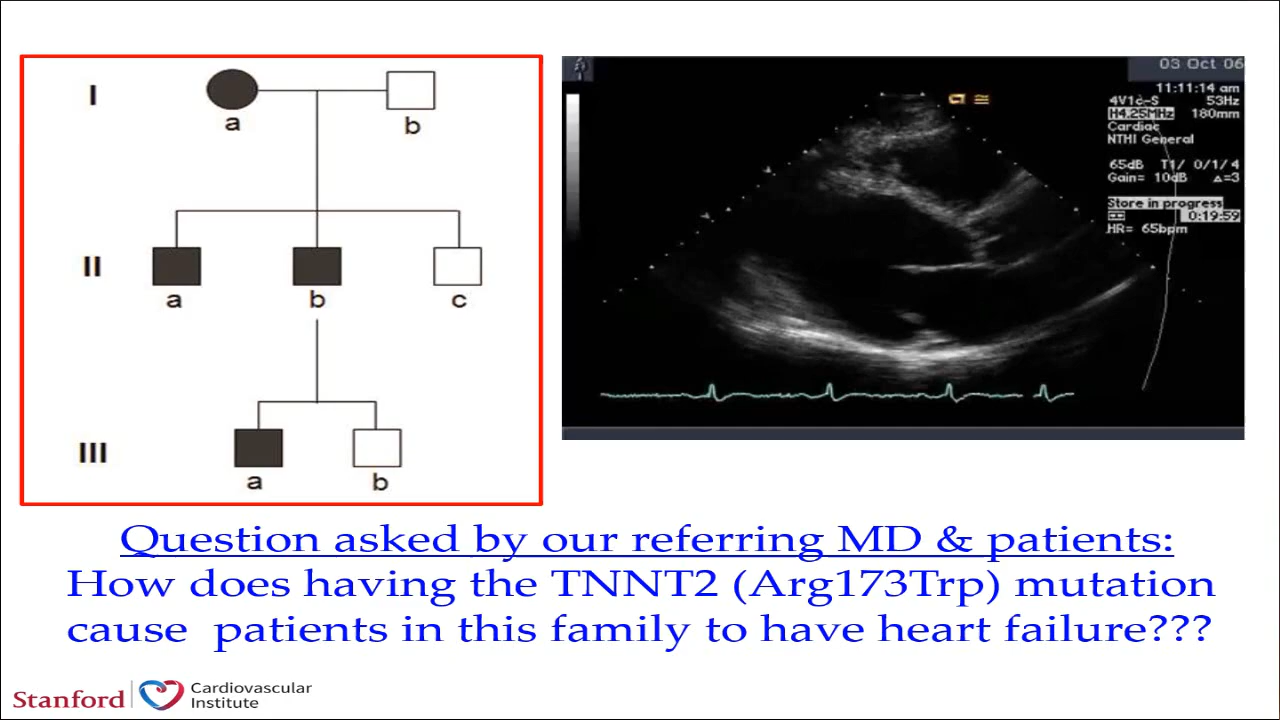 I
a
b
II
a
b
c
III
a
b
03 Oct 06
11:11:14 am
4V1c-S 53Hz
H4.25MHz 180mm
Cardiac
NTHI General
65dB T1/ 0/1/4
Gain= 10dB △=3
Store in progress
0:19:59
HR= 65bpm
Question asked by our referring MD & patients:
How does having the TNNT2 (Arg173Trp) mutation
cause patients in this family to have heart failure???
Stanford
Cardiovascular
Institute